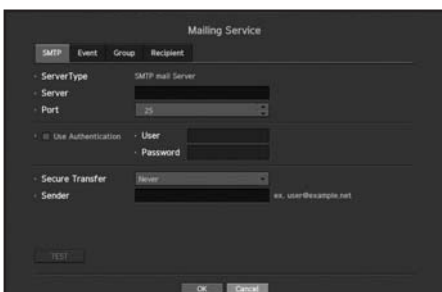 Mailing Service
SMTP Event Group Recipient
ServerType SMTP mail Server
Server
Port 25
Use Authentication User
Password
Secure Transfer Never
Sender ex. user@example.net
TEST
OK Cancel